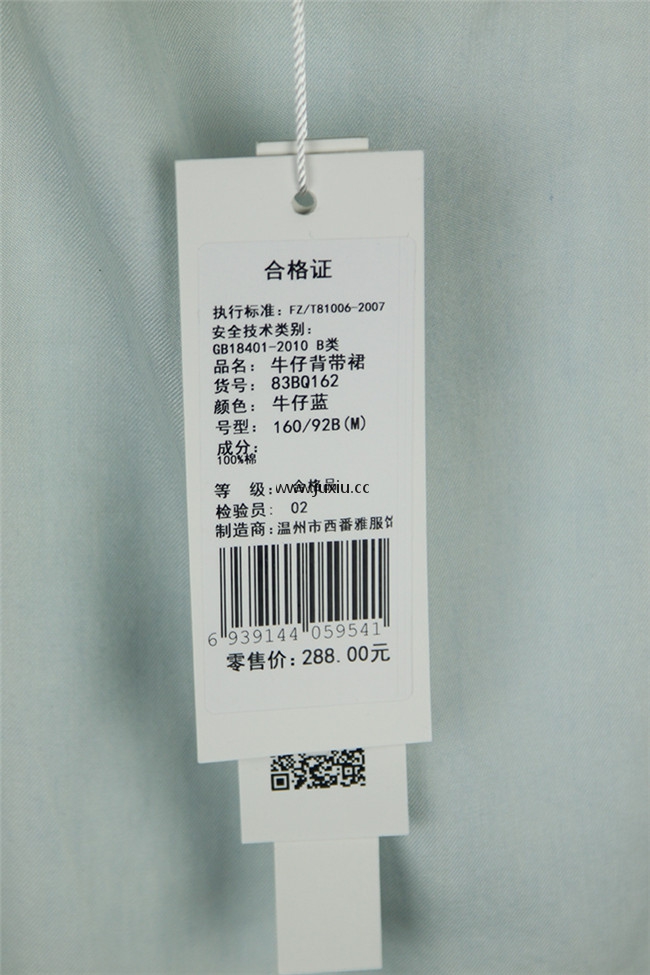 合格证
执行标准: FZ/T81006-2007
安全技术类别:
GB18401-2010 B类
品名: 牛仔背带裙
货号: 83BQ162
颜色: 牛仔蓝
号型: 160/92B(M)
成分:
100%棉
等 级: 合格品
www.juxiu.cc
检验员: 02
制造商:温州市西番雅服饰
6 939144 059541
零售价:288.00元